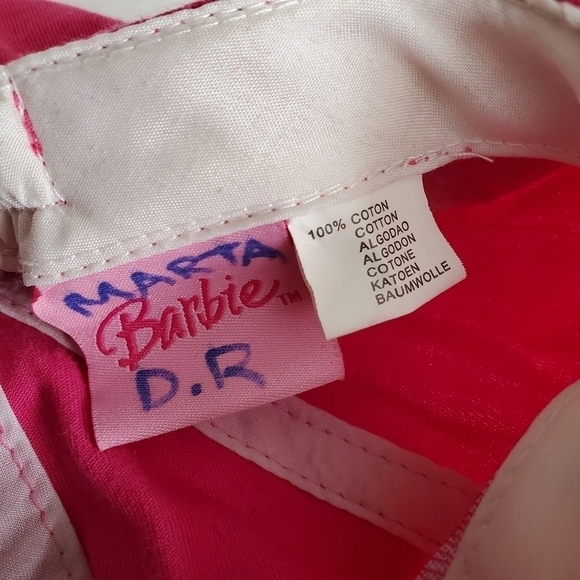 MARTA
Barbie™
D.R
100% COTON
COTTON
ALGODAO
ALGODON
COTONE
KATOEN
BAUMWOLLE